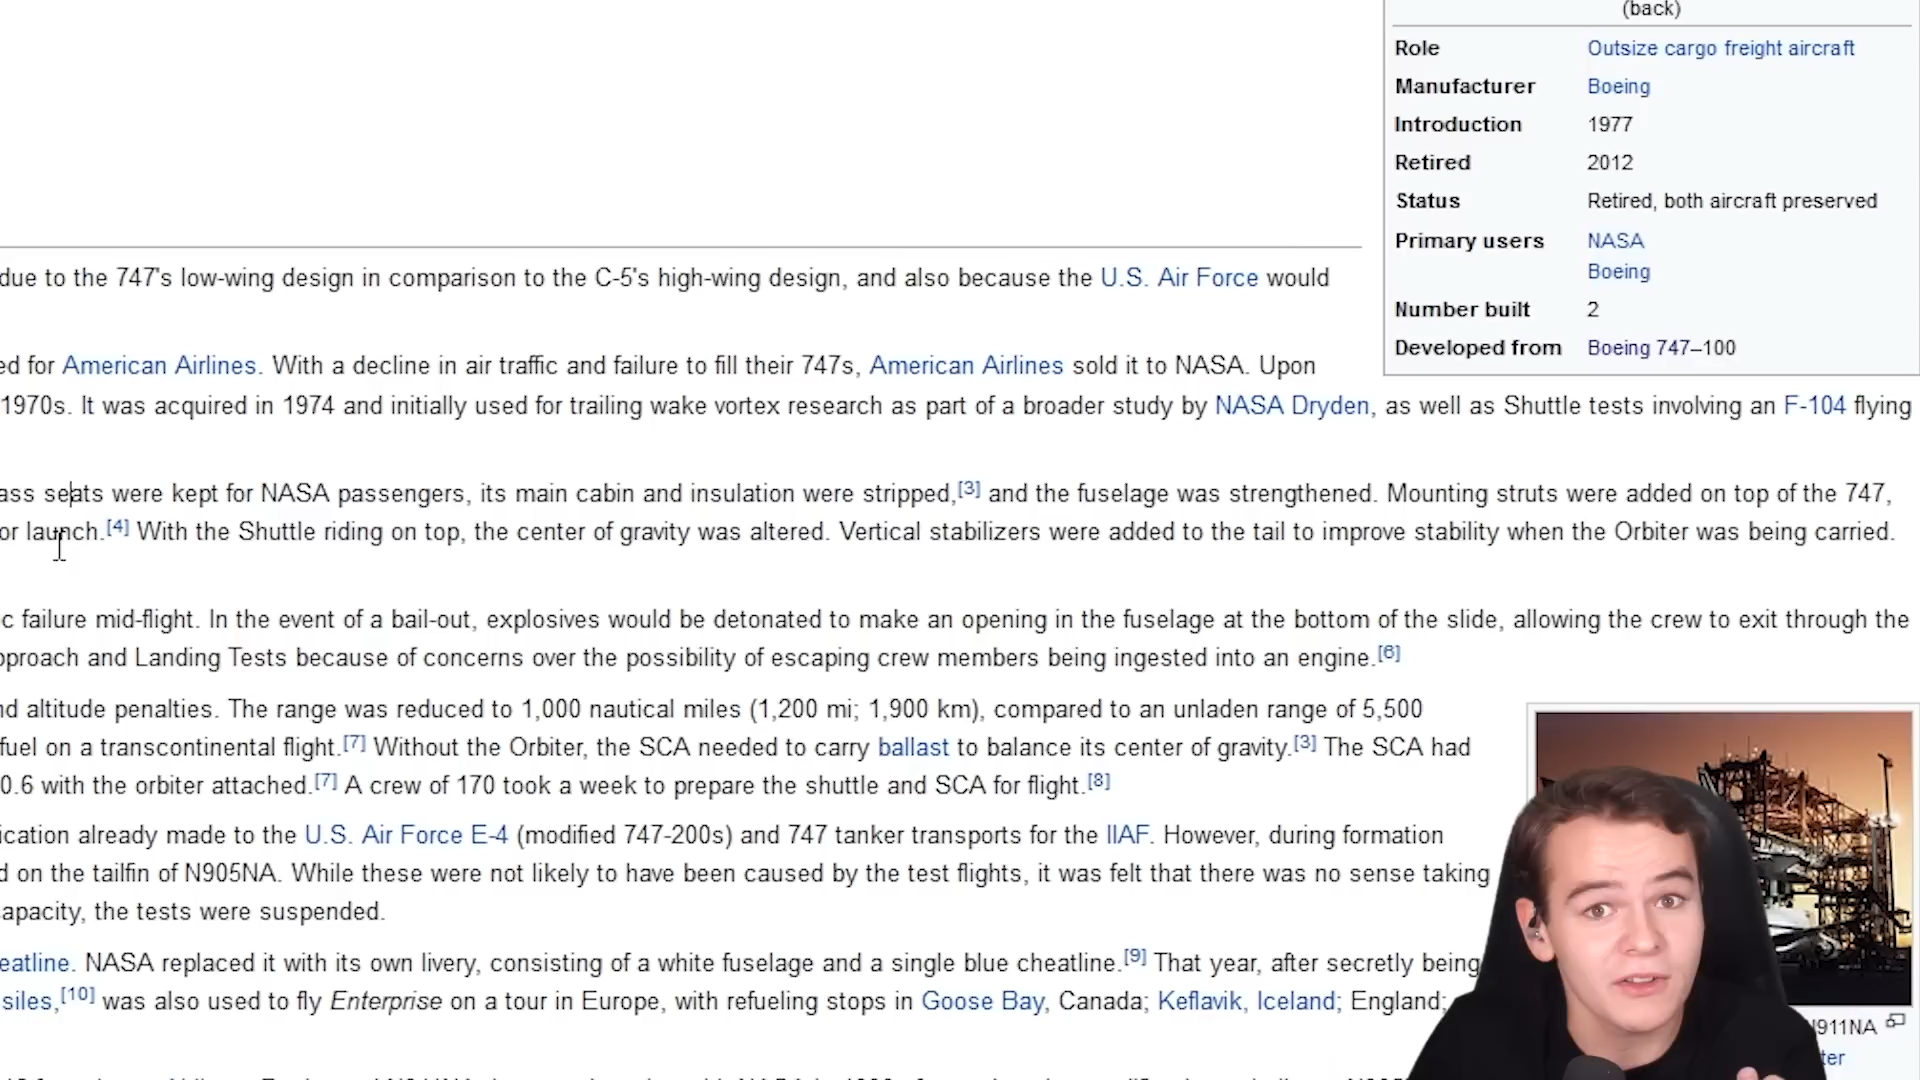 (back)
Role Outsize cargo freight aircraft
Manufacturer Boeing
Introduction 1977
Retired 2012
Status Retired, both aircraft preserved
Primary users NASA
Boeing
Number built 2
Developed from Boeing 747–100
due to the 747's low-wing design in comparison to the C-5's high-wing design, and also because the U.S. Air Force would
ed for American Airlines. With a decline in air traffic and failure to fill their 747s, American Airlines sold it to NASA. Upon
1970s. It was acquired in 1974 and initially used for trailing wake vortex research as part of a broader study by NASA Dryden, as well as Shuttle tests involving an F-104 flying
ass seats were kept for NASA passengers, its main cabin and insulation were stripped,[3] and the fuselage was strengthened. Mounting struts were added on top of the 747,
or launch.[4] With the Shuttle riding on top, the center of gravity was altered. Vertical stabilizers were added to the tail to improve stability when the Orbiter was being carried.
c failure mid-flight. In the event of a bail-out, explosives would be detonated to make an opening in the fuselage at the bottom of the slide, allowing the crew to exit through the
pproach and Landing Tests because of concerns over the possibility of escaping crew members being ingested into an engine.[6]
nd altitude penalties. The range was reduced to 1,000 nautical miles (1,200 mi; 1,900 km), compared to an unladen range of 5,500
fuel on a transcontinental flight.[7] Without the Orbiter, the SCA needed to carry ballast to balance its center of gravity.[3] The SCA had
0.6 with the orbiter attached.[7] A crew of 170 took a week to prepare the shuttle and SCA for flight.[8]
ication already made to the U.S. Air Force E-4 (modified 747-200s) and 747 tanker transports for the IIAF. However, during formation
d on the tailfin of N905NA. While these were not likely to have been caused by the test flights, it was felt that there was no sense taking
apacity, the tests were suspended.
eatline. NASA replaced it with its own livery, consisting of a white fuselage and a single blue cheatline.[9] That year, after secretly being
siles,[10] was also used to fly Enterprise on a tour in Europe, with refueling stops in Goose Bay, Canada; Keflavik, Iceland; England;
N911NA
ter